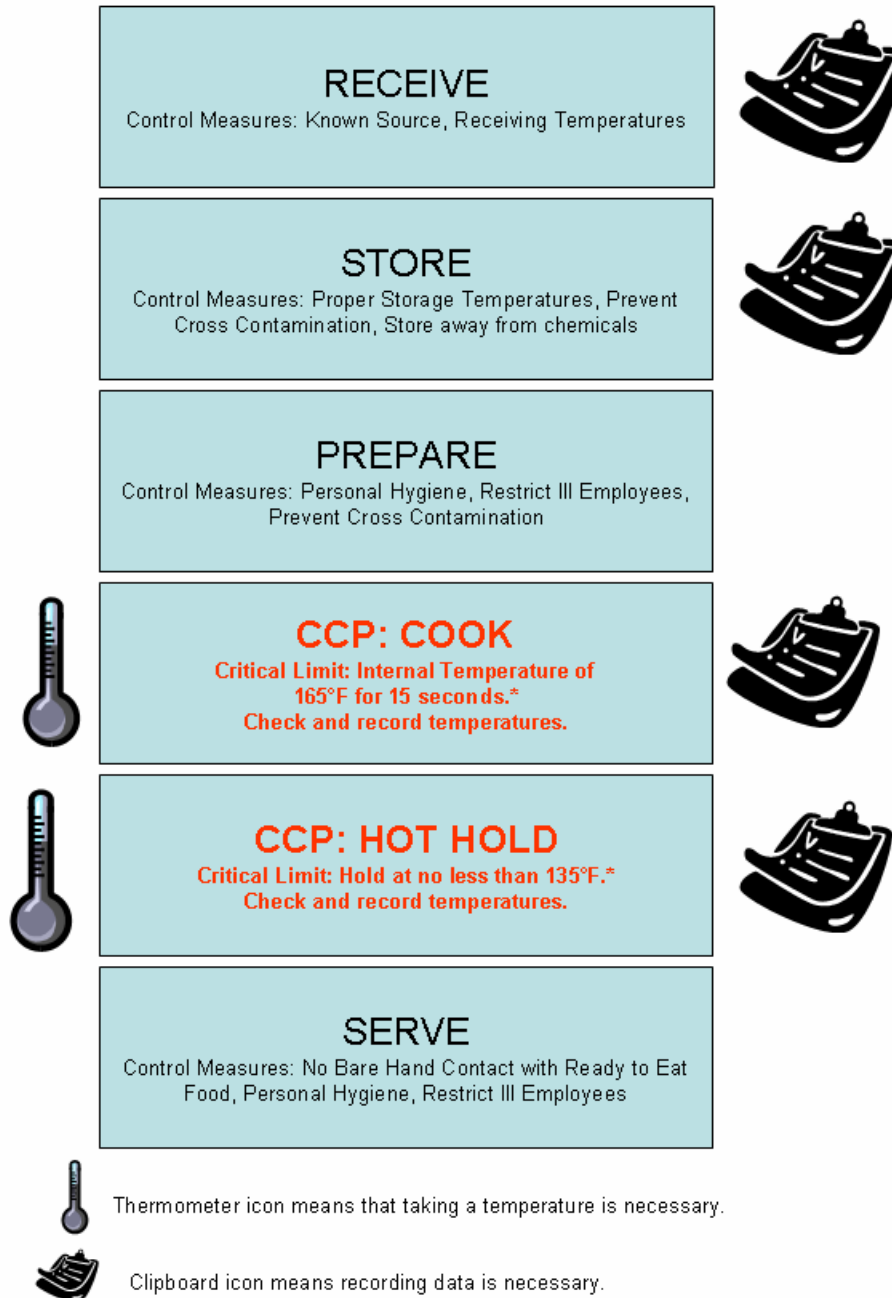 RECEIVE
Control Measures: Known Source, Receiving Temperatures
STORE
Control Measures: Proper Storage Temperatures, Prevent
Cross Contamination, Store away from chemicals
PREPARE
Control Measures: Personal Hygiene, Restrict Ill Employees,
Prevent Cross Contamination
CCP: COOK
Critical Limit: Internal Temperature of
165°F for 15 seconds.*
Check and record temperatures.
CCP: HOT HOLD
Critical Limit: Hold at no less than 135°F.*
Check and record temperatures.
SERVE
Control Measures: No Bare Hand Contact with Ready to Eat
Food, Personal Hygiene, Restrict Ill Employees
Thermometer icon means that taking a temperature is necessary.
Clipboard icon means recording data is necessary.